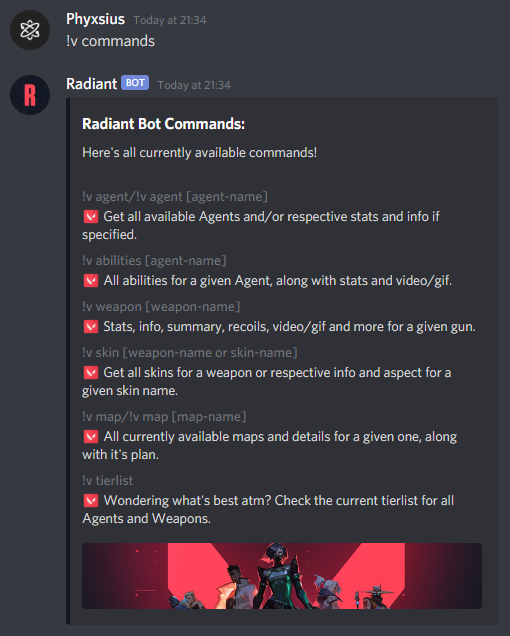 Phyxsius Today at 21:34
!v commands
Radiant BOT Today at 21:34
R
Radiant Bot Commands:
Here's all currently available commands!
!v agent/!v agent [agent-name]
Get all available Agents and/or respective stats and info if
specified.
!v abilities [agent-name]
All abilities for a given Agent, along with stats and video/gif.
!v weapon [weapon-name]
Stats, info, summary, recoils, video/gif and more for a given gun.
!v skin [weapon-name or skin-name]
Get all skins for a weapon or respective info and aspect for a
given skin name.
!v map/!v map [map-name]
All currently available maps and details for a given one, along
with it's plan.
!v tierlist
Wondering what's best atm? Check the current tierlist for all
Agents and Weapons.